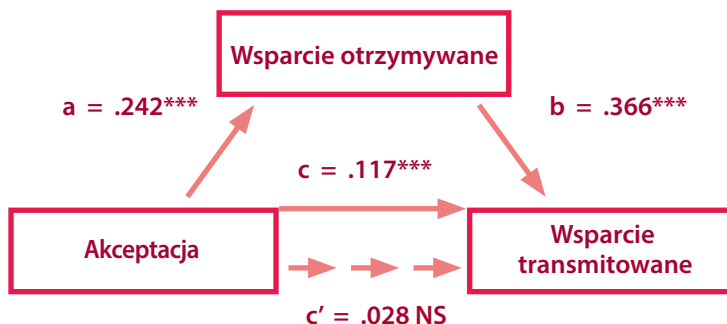 Wsparcie otrzymywane
a = .242***
b = .366***
c = .117***
Akceptacja
Wsparcie
transmitowane
c′ = .028 NS